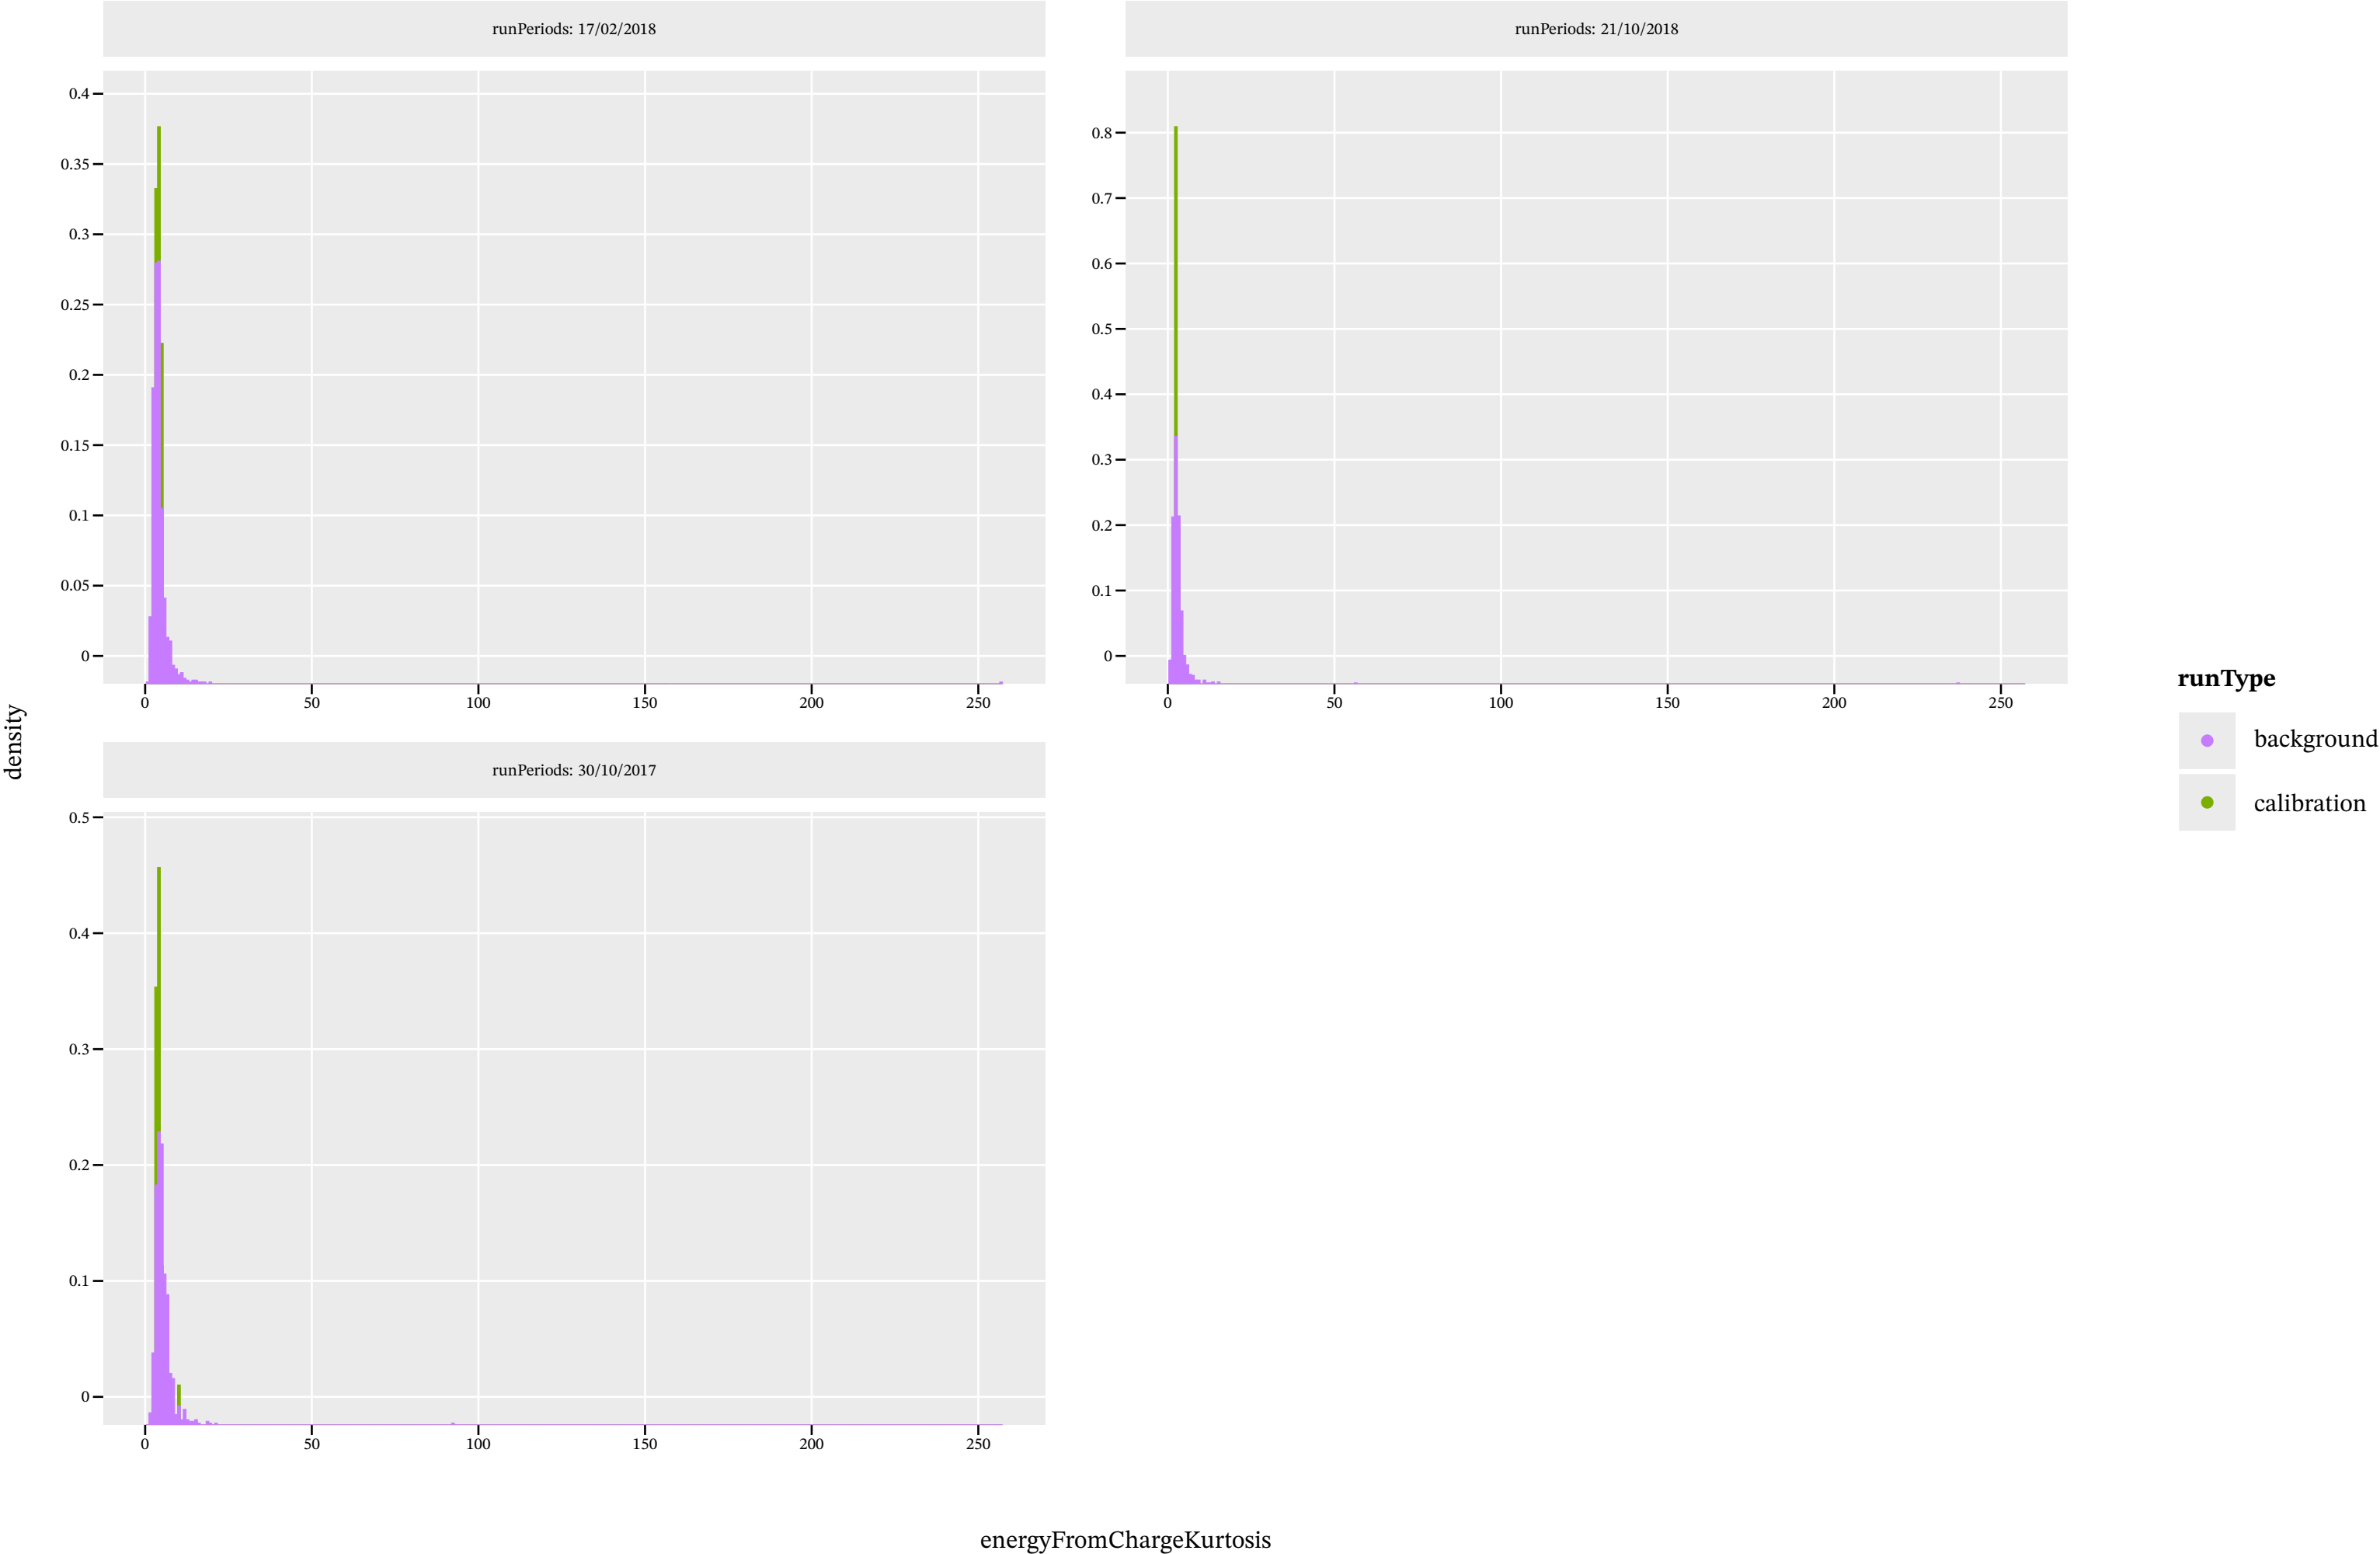 runPeriods: 17/02/2018
0.4
0.35
0.3
0.25
0.2
0.15
0.1
0.05
0
0 50 100 150 200 250
runPeriods: 21/10/2018
0.8
0.7
0.6
0.5
0.4
0.3
0.2
0.1
0
0 50 100 150 200 250
runPeriods: 30/10/2017
0.5
0.4
0.3
0.2
0.1
0
0 50 100 150 200 250
density
energyFromChargeKurtosis
runType
background
calibration